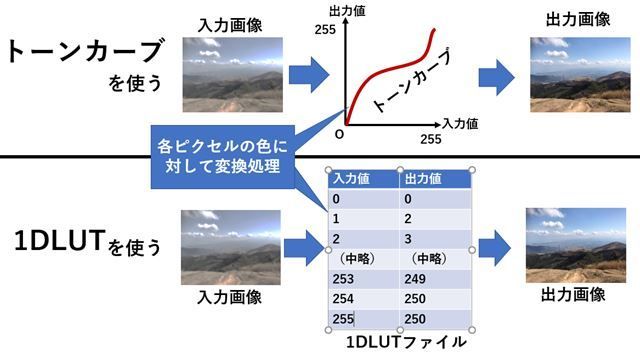 トーンカーブ
を使う
入力画像
出力値
255
トーンカーブ
O
入力値
255
出力画像
各ピクセルの色に
対して変換処理
1DLUTを使う
入力画像
入力値 出力値
0 0
1 2
2 3
（中略） （中略）
253 249
254 250
255 250
1DLUTファイル
出力画像